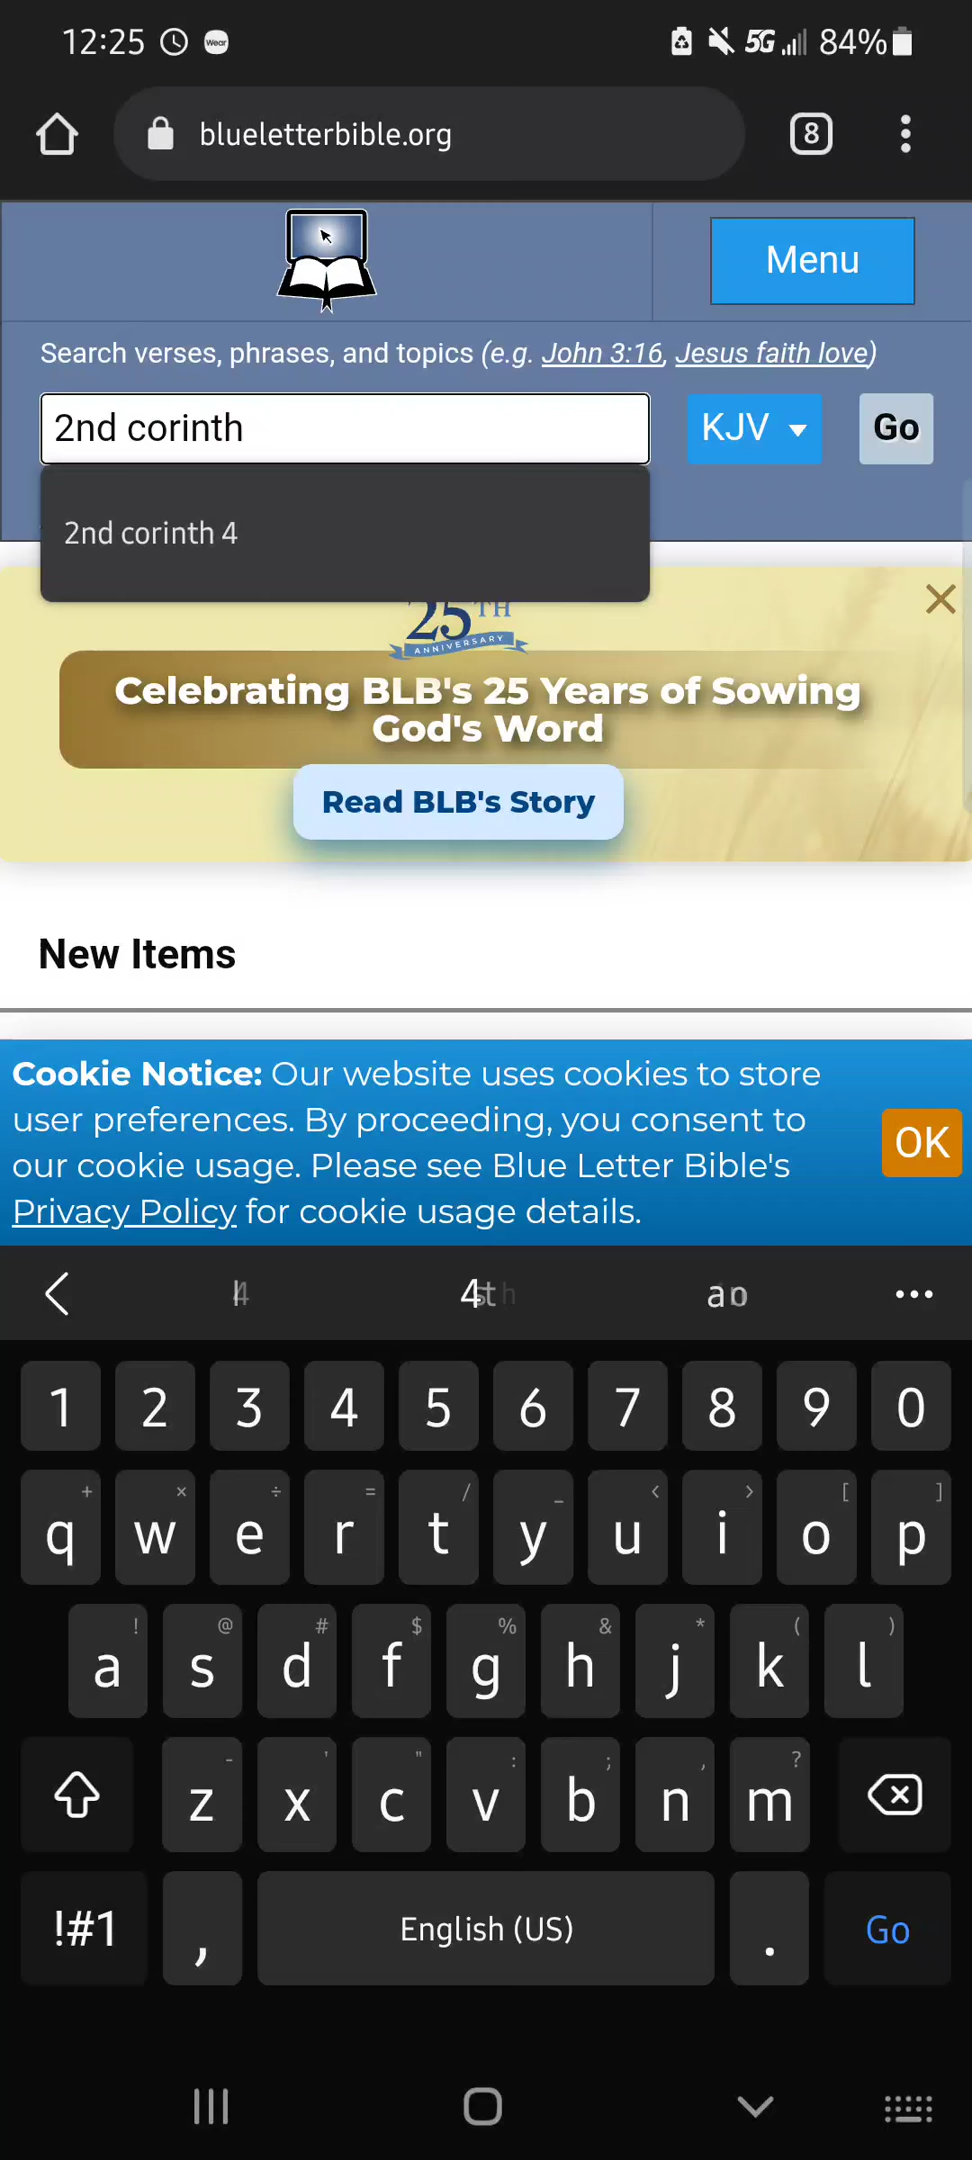 12:25 Wear 5G 84%
blueletterbible.org 8
Menu
Search verses, phrases, and topics (e.g. John 3:16, Jesus faith love)
2nd corinth KJV Go
2nd corinth 4
25TH
ANNIVERSARY
Celebrating BLB's 25 Years of Sowing
God's Word
Read BLB's Story
New Items
Cookie Notice: Our website uses cookies to store
user preferences. By proceeding, you consent to
our cookie usage. Please see Blue Letter Bible's
Privacy Policy for cookie usage details.
OK
1 2 3 4 5 6 7 8 9 0
+ × ÷ = / _ < > [ ]
q w e r t y u i o p
! @ # $ % & * ( )
a s d f g h j k l
- ' " : ; , ?
z x c v b n m
!#1 , English (US) . Go